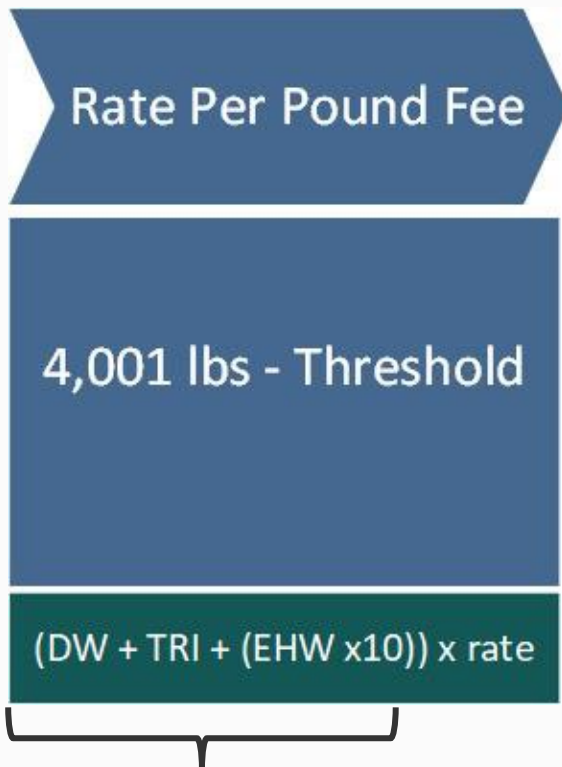 Rate Per Pound Fee
4,001 lbs - Threshold
(DW + TRI + (EHW x10)) x rate